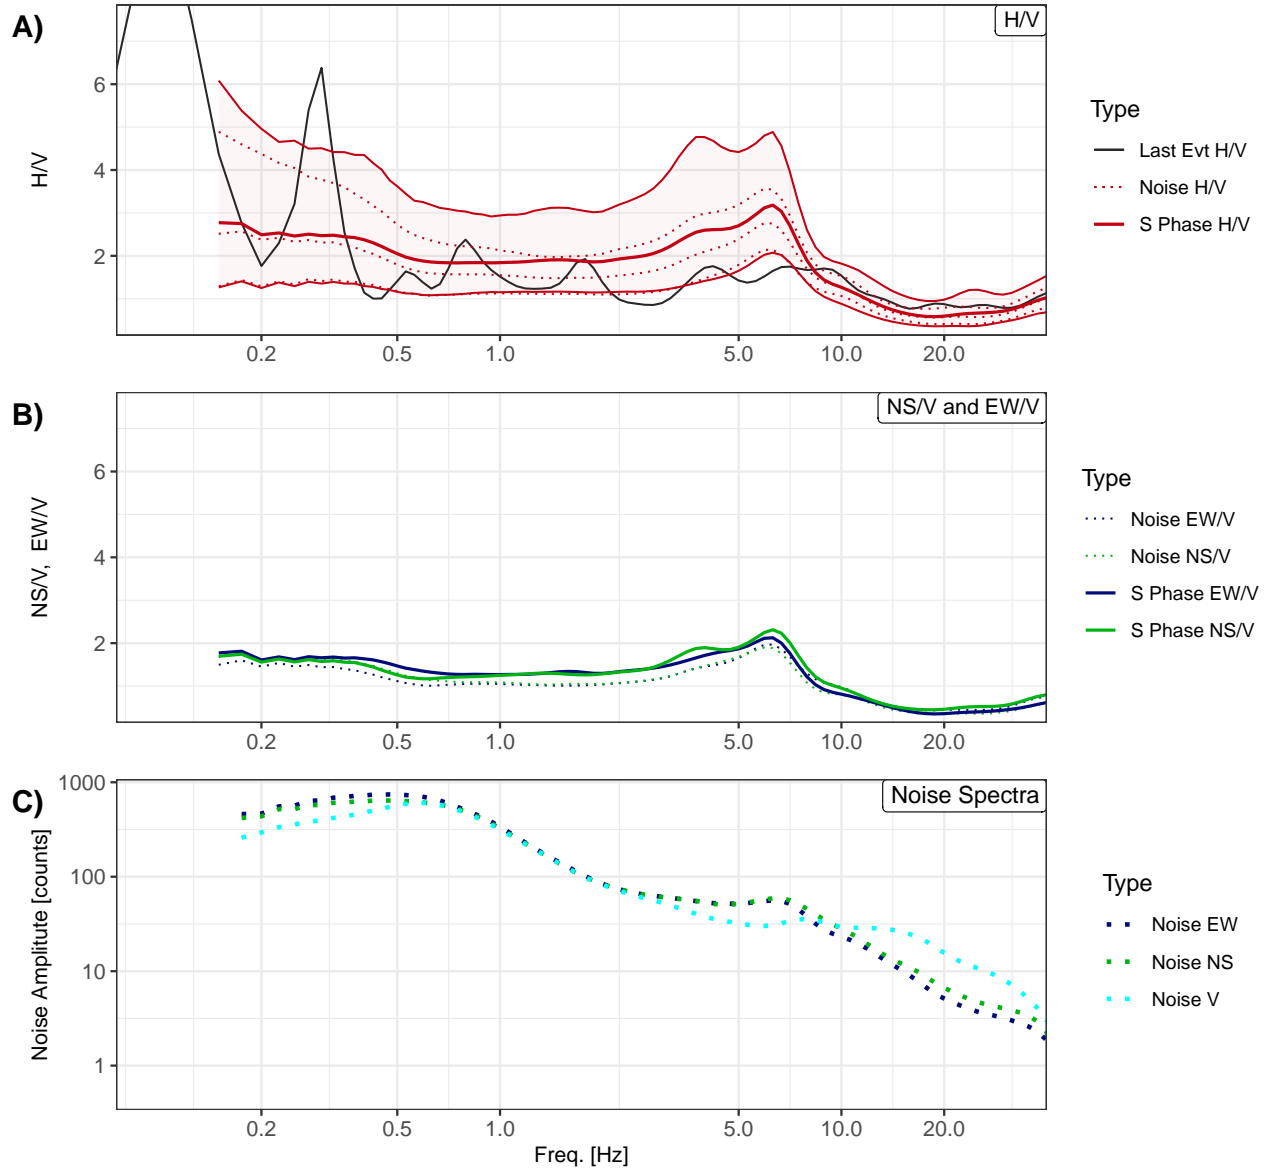 A)
H/V
6
4
2
H/V
0.2 0.5 1.0 5.0 10.0 20.0
Type
Last Evt H/V
Noise H/V
S Phase H/V
B)
NS/V and EW/V
6
4
2
NS/V, EW/V
0.2 0.5 1.0 5.0 10.0 20.0
Type
Noise EW/V
Noise NS/V
S Phase EW/V
S Phase NS/V
C)
Noise Spectra
1000
100
10
1
Noise Amplitute [counts]
0.2 0.5 1.0 5.0 10.0 20.0
Freq. [Hz]
Type
Noise EW
Noise NS
Noise V